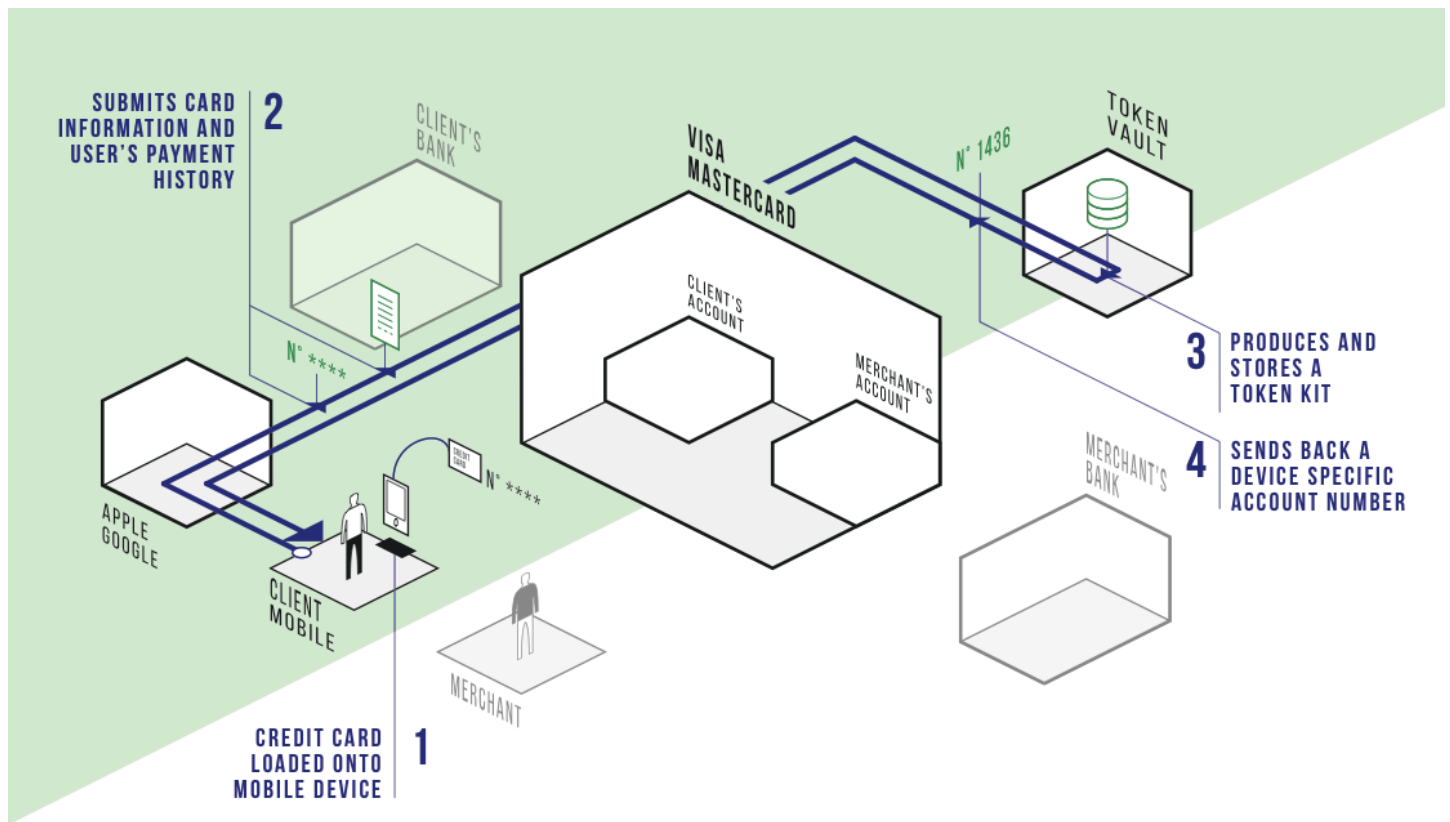 SUBMITS CARD
INFORMATION AND
USER'S PAYMENT
HISTORY
2
CLIENT'S
BANK
VISA
MASTERCARD
N° 1436
TOKEN
VAULT
CLIENT'S
ACCOUNT
MERCHANT'S
ACCOUNT
3
PRODUCES AND
STORES A
TOKEN KIT
N° ****
4
SENDS BACK A
DEVICE SPECIFIC
ACCOUNT NUMBER
MERCHANT'S
BANK
CREDIT
CARD
N° ****
APPLE
GOOGLE
CLIENT
MOBILE
MERCHANT
CREDIT CARD
LOADED ONTO
MOBILE DEVICE
1